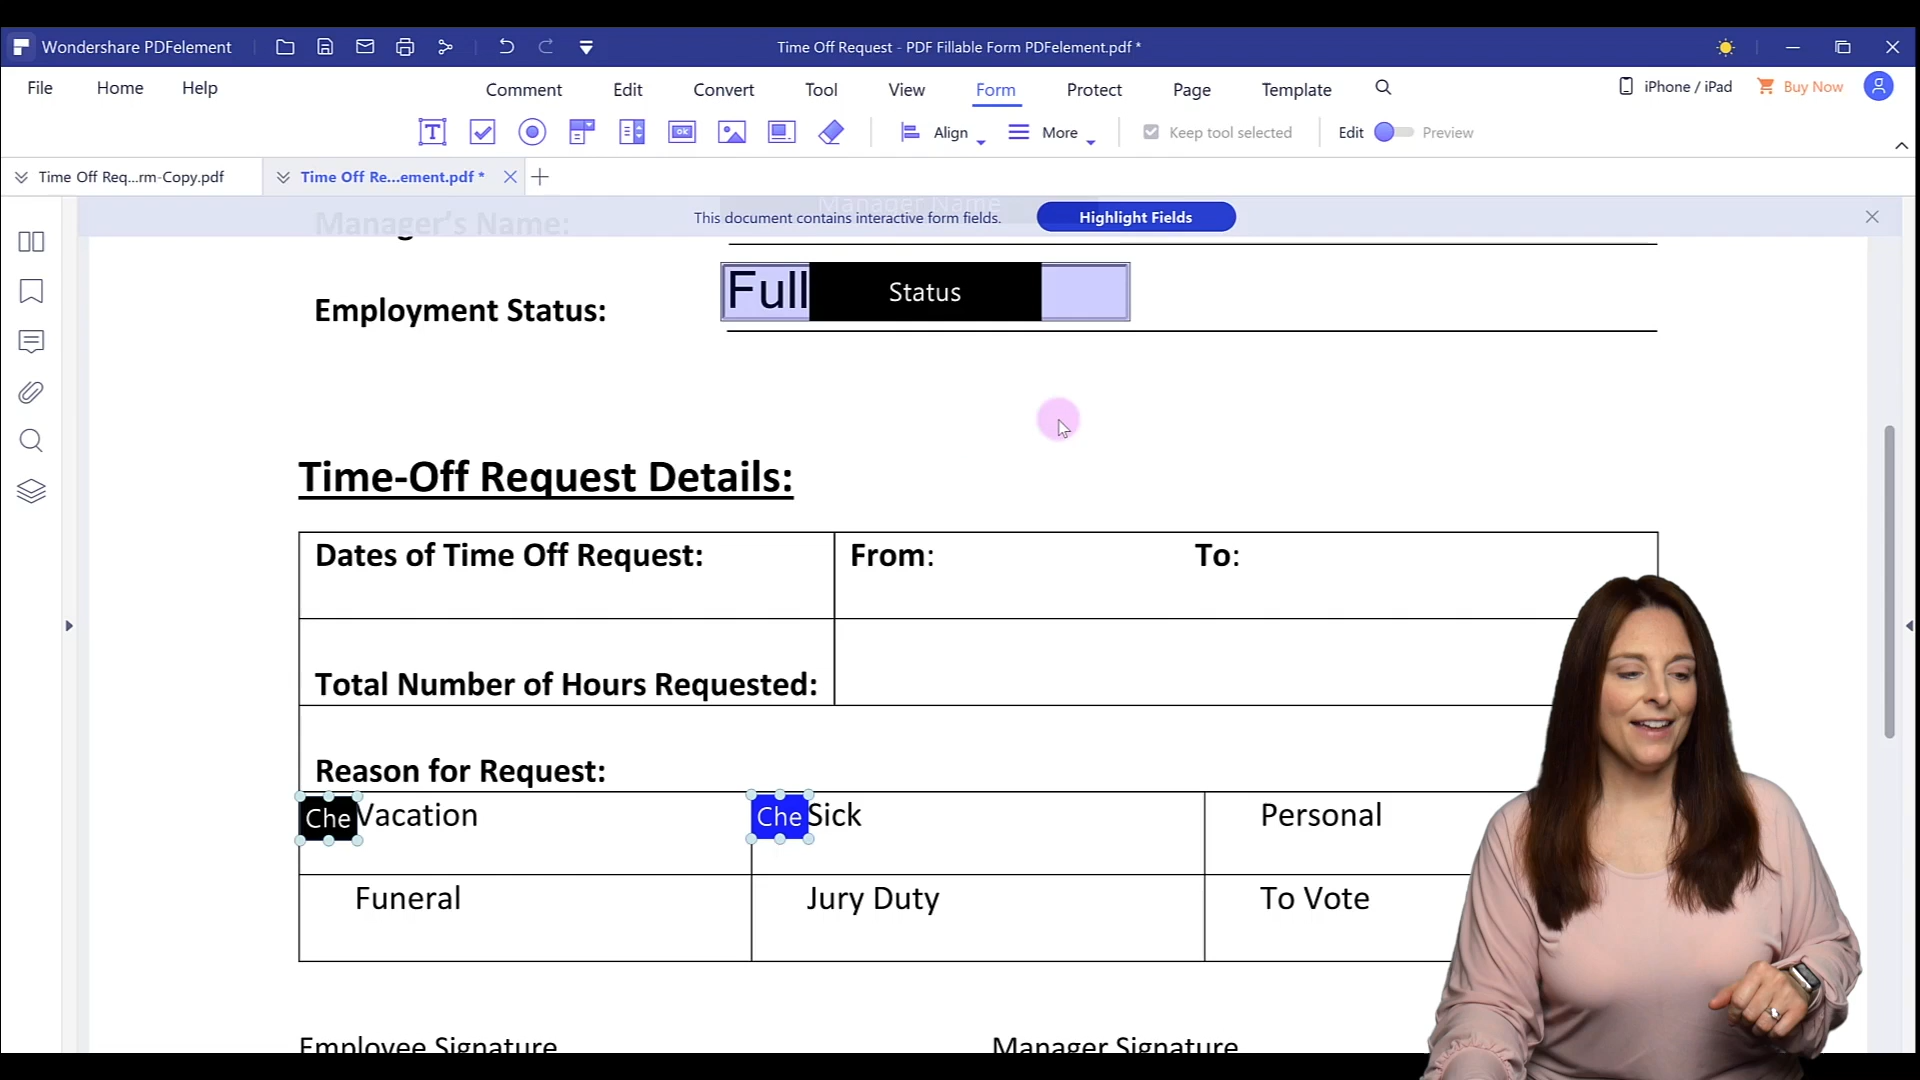 Wondershare PDFelement
Time Off Request - PDF Fillable Form PDFelement.pdf *
File Home Help Comment Edit Convert Tool View Form Protect Page Template iPhone / iPad Buy Now
ok Align More Keep tool selected Edit Preview
Time Off Req...rm-Copy.pdf Time Off Re...ement.pdf *
Manager's Name: Manager Name
This document contains interactive form fields. Highlight Fields
Employment Status: Full Status
Time-Off Request Details:
Dates of Time Off Request: From: To:
Total Number of Hours Requested:
Reason for Request:
Che Vacation Che Sick Personal
Funeral Jury Duty To Vote
Employee Signature Manager Signature